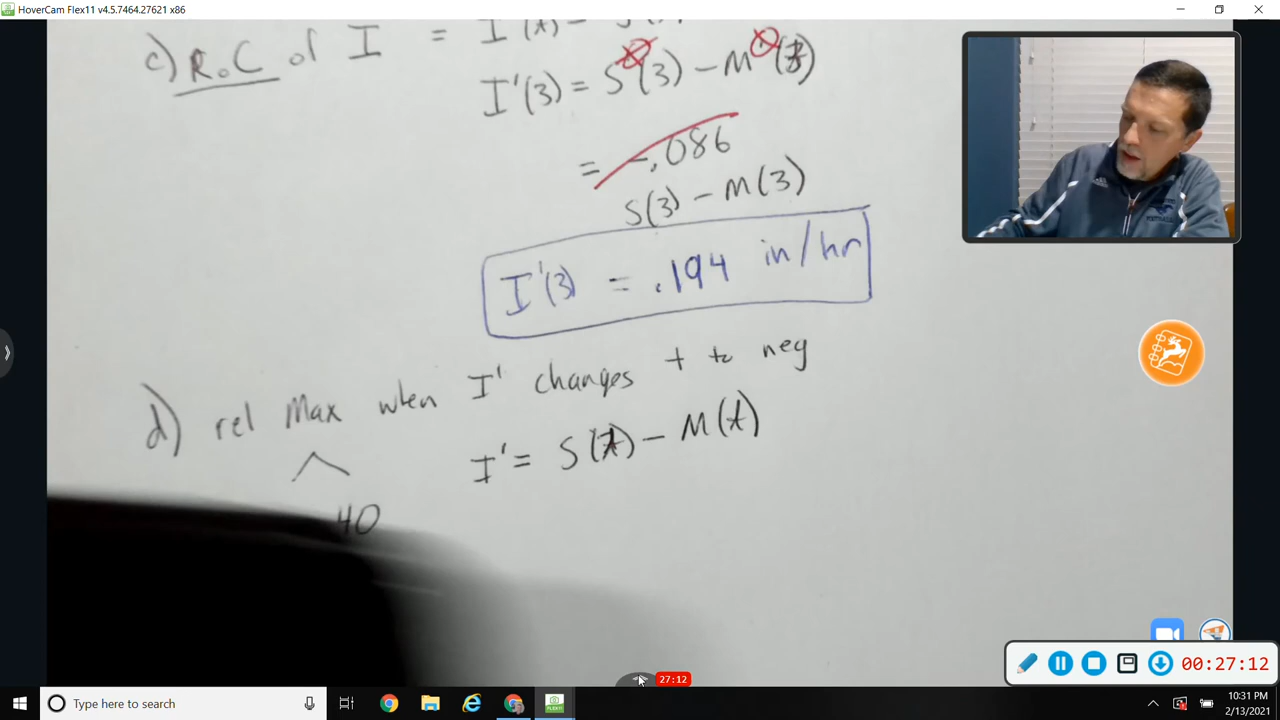 HoverCam Flex11 v4.5.7464.27621 x86
c) R.o.C of I = I'(t) =
I'(3) = S'(3) - M'(3)
= -.086
S(3) - M(3)
I'(3) = .194 in/hr
d) rel Max when I' changes + to neg
I' = S(t) - M(t)
40
00:27:12
27:12
Type here to search
FLEX11
10:31 PM
2/13/2021